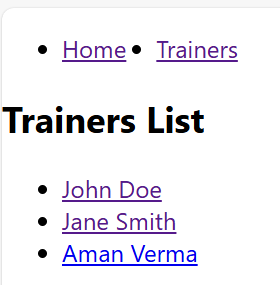 Home Trainers
Trainers List
John Doe
Jane Smith
Aman Verma